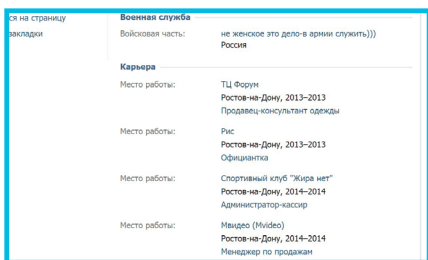 ся на страницу
закладки
Военная служба
Войсковая часть: не женское это дело-в армии служить)))
Россия
Карьера
Место работы: ТЦ Форум
Ростов-на-Дону, 2013–2013
Продавец-консультант одежды
Место работы: Рис
Ростов-на-Дону, 2013–2013
Официантка
Место работы: Спортивный клуб "Жира нет"
Ростов-на-Дону, 2014–2014
Администратор-кассир
Место работы: Мвидео (Mvideo)
Ростов-на-Дону, 2014–2014
Менеджер по продажам